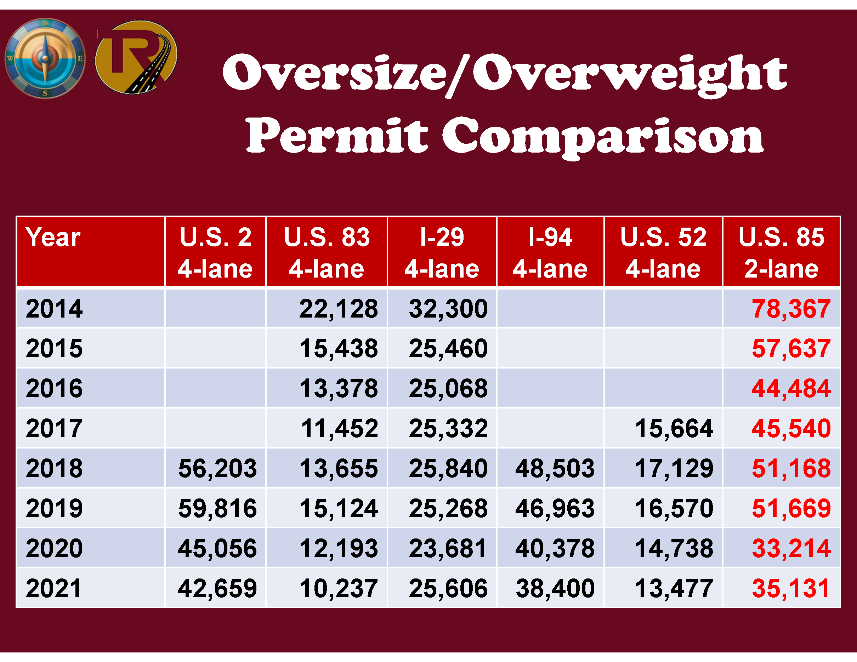 W E
S
TR
Oversize/Overweight
Permit Comparison
Year U.S. 2 U.S. 83 I-29 I-94 U.S. 52 U.S. 85
4-lane 4-lane 4-lane 4-lane 4-lane 2-lane
2014 22,128 32,300 78,367
2015 15,438 25,460 57,637
2016 13,378 25,068 44,484
2017 11,452 25,332 15,664 45,540
2018 56,203 13,655 25,840 48,503 17,129 51,168
2019 59,816 15,124 25,268 46,963 16,570 51,669
2020 45,056 12,193 23,681 40,378 14,738 33,214
2021 42,659 10,237 25,606 38,400 13,477 35,131